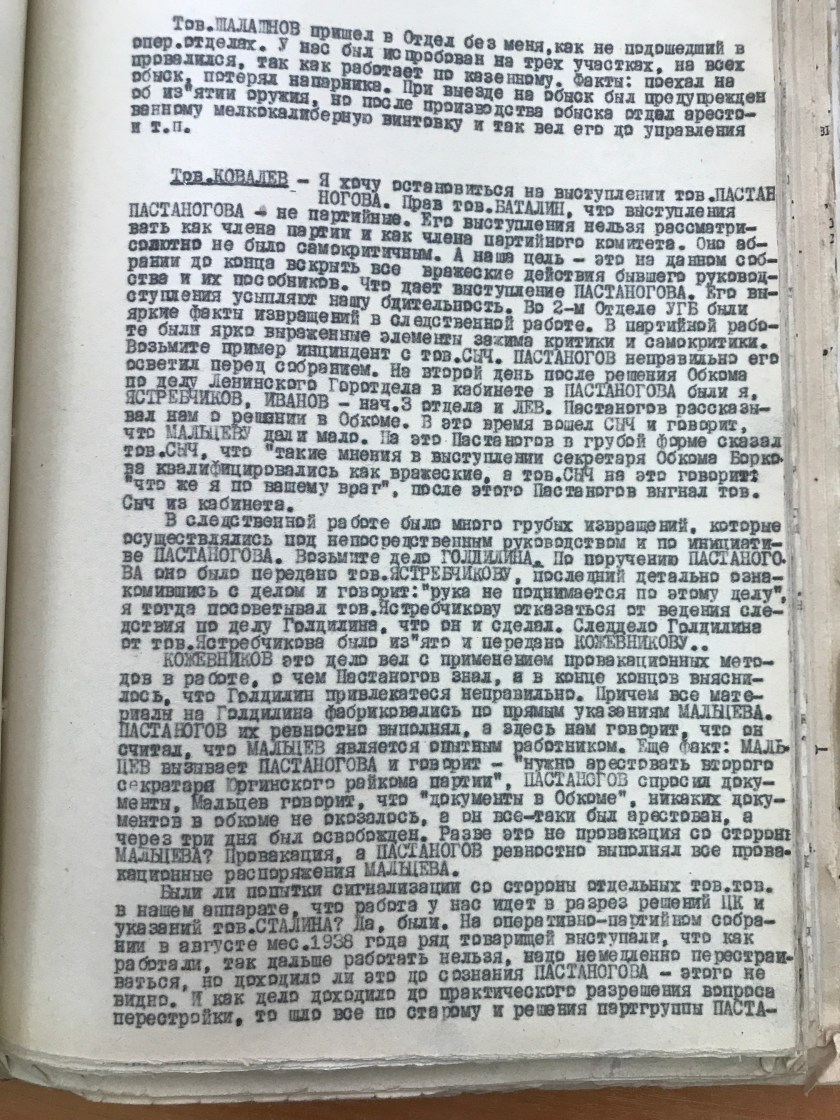 Тов.ШАЛАШНОВ пришел в Отдел без меня,как не подошедший в
опер.отделах. У нас был испробован на трех участках, на всех
провалился, так как работает по казенному. Факты: поехал на
обыск, потерял напарника. При выезде на обыск был предупрежден
об из"ятии оружия, но после производства обыска отдал аресто-
ванному мелкокалиберную винтовку и так вел его до управления
и т.п.
Тов.КОВАЛЕВ - Я хочу остановиться на выступлении тов.ПАСТАН
НОГОВА. Прав тов.БАТАЛИН, что выступления
ПАСТАНОГОВА - не партийные. Его выступления нельзя рассматри-
вать как члена партии и как члена партийного комитета. Оно аб-
солютно не было самокритичным. А наша цель - это на данном соб-
рании до конца вскрыть все вражеские действия бывшего руковод-
ства и их пособников. Что дает выступление ПАСТАНОГОВА. Его вы-
ступления усыпляют нашу бдительность. Во 2-м Отделе УГБ были
яркие факты извращений в следственной работе. В партийной рабо-
те были ярко выраженные элементы зажима критики и самокритики.
Возьмите пример инциндент с тов.СЫЧ. ПАСТАНОГОВ неправильно его
осветил перед собранием. На второй день после решения Обкома
по делу Ленинского Горотдела в кабинете в ПАСТАНОГОВА были я,
ЯСТРЕБЧИКОВ, ИВАНОВ - нач.3 отдела и ЛЕВ. Пастаногов рассказы-
вал нам о решении в Обкоме. В это время вошел СЫЧ и говорит,
что МАЛЬЦЕВУ дали мало. На это Пастаногов в грубой форме сказал
тов.СЫЧ, что "такие мнения в выступлении секретаря Обкома Борко-
ва квалифицировались как вражеские, а тов.СЫЧ на это говорит:
"что же я по вашему враг", после этого Пастаногов выгнал тов.
Сыч из кабинета.
В следственной работе было много грубых извращений, которые
осуществлялись под непосредственным руководством и по инициати-
ве ПАСТАНОГОВА. Возьмите дело ГОЛДИЛИНА. По поручению ПАСТАНОГО-
ВА оно было передано тов.ЯСТРЕБЧИКОВУ, последний детально озна-
комившись с делом и говорит:"рука не поднимается по этому делу",
я тогда посоветывал тов.Ястребчикову отказаться от ведения сле-
дствия по делу Голдилина, что он и сделал. Следдело Голдилина
от тов.Ястребчикова было из"ято и передано КОЖЕВНИКОВУ..
КОЖЕВНИКОВ это дело вел с применением провакационных мето-
дов в работе, о чем Пастаногов знал, а в конце концов выясни-
лось, что Голдилин привлекатеся неправильно. Причем все мате-
риалы на Голдилина фабриковались по прямым указаниям МАЛЬЦЕВА.
ПАСТАНОГОВ их ревностно выполнял, а здесь нам говорит, что он
считал, что МАЛЬЦЕВ является опытным работником. Еще факт: МАЛЬ-
ЦЕВ вызывает ПАСТАНОГОВА и говорит - "нужно арестовать второго
секратаря Юргинского райкома партии", ПАСТАНОГОВ спросил доку-
менты, Мальцев говорит, что "документы в Обкоме", никаких доку-
ментов в обкоме не окозалось, а он все-таки был арестован, а
через три дня был освобожден. Разве это не провакация со стороны
МАЛЬЦЕВА? Провакация, а ПАСТАНОГОВ ревностно выполнял все прова-
кационные распоряжения МАЛЬЦЕВА.
Были ли попытки сигнализации со стороны отдельных тов.тов.
в нашем аппарате, что работа у нас идет в разрез решений ЦК и
указаний тов.СТАЛИНА? Да, были. На оперативно-партийном собра-
нии в августе мес.1938 года ряд товарищей выступали, что как
работали, так дальше работать нельзя, надо немедленно перестраи-
ваться, но доходило ли это до сознания ПАСТАНОГОВА - этого не
видно. И как дело доходило до практического разрешения вопроса
перестройки, то шло все по старому и решения партгруппы ПАСТА-